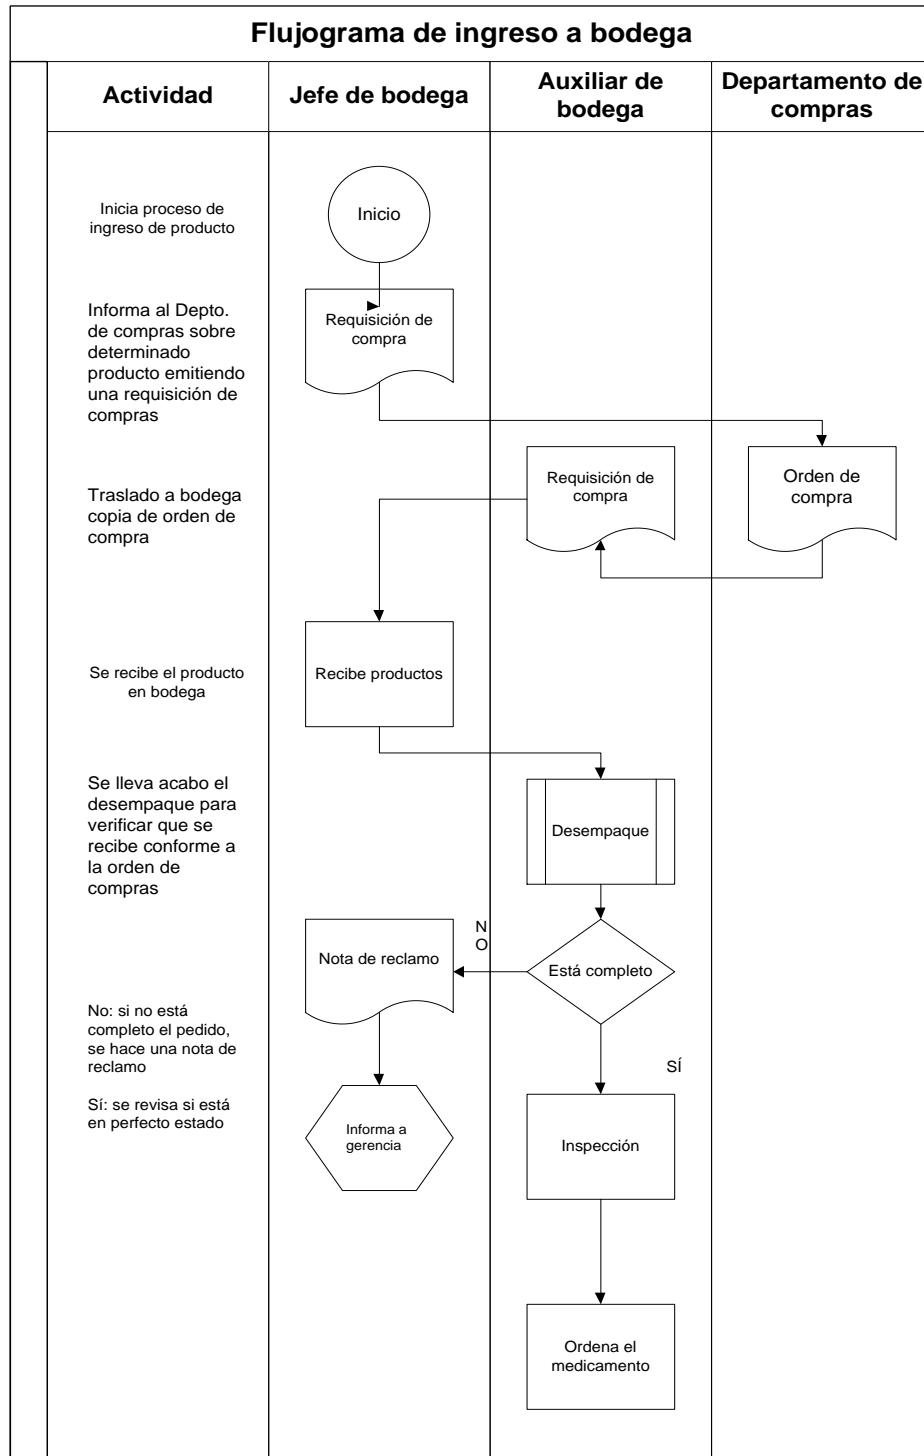 Flujograma de ingreso a bodega
Actividad
Jefe de bodega
Auxiliar de
bodega
Departamento de
compras
Inicia proceso de
ingreso de producto
Inicio
Informa al Depto.
de compras sobre
determinado
producto emitiendo
una requisición de
compras
Requisición de
compra
Traslado a bodega
copia de orden de
compra
Requisición de
compra
Orden de
compra
Se recibe el producto
en bodega
Recibe productos
Se lleva acabo el
desempaque para
verificar que se
recibe conforme a
la orden de
compras
Desempaque
Nota de reclamo
N
O
Está completo
No: si no está
completo el pedido,
se hace una nota de
reclamo
Sí: se revisa si está
en perfecto estado
SÍ
Informa a
gerencia
Inspección
Ordena el
medicamento